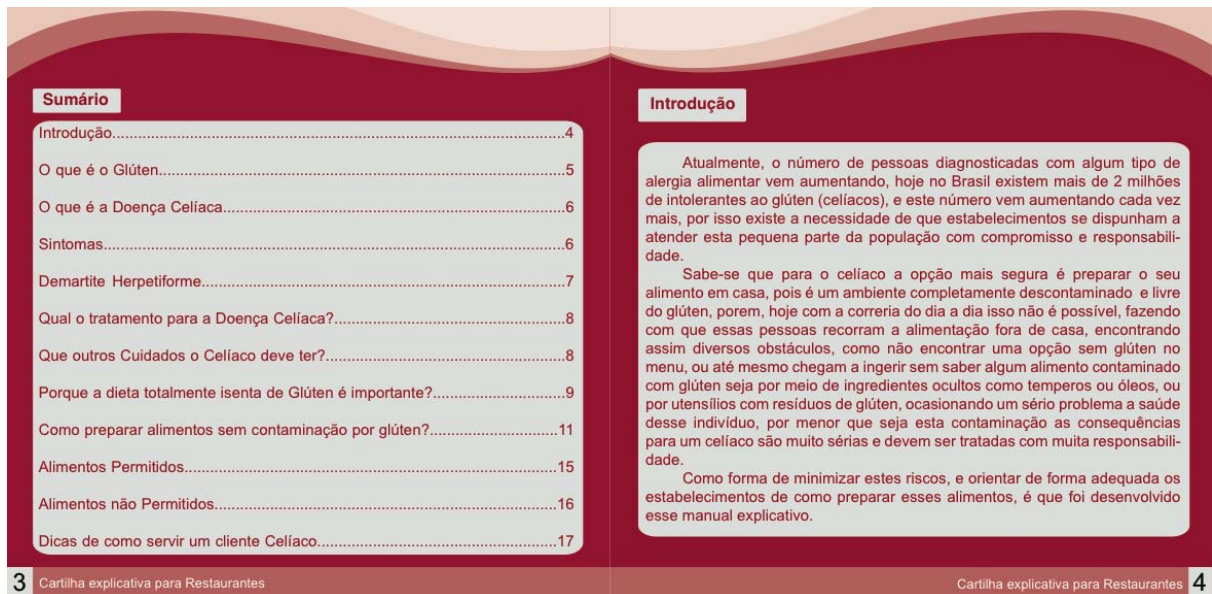 Sumário
Introdução.........................................................................................................4
O que é o Glúten..............................................................................................5
O que é a Doença Celíaca...............................................................................6
Sintomas...........................................................................................................6
Demartite Herpetiforme....................................................................................7
Qual o tratamento para a Doença Celíaca?.....................................................8
Que outros Cuidados o Celíaco deve ter?.......................................................8
Porque a dieta totalmente isenta de Glúten é importante?...............................9
Como preparar alimentos sem contaminação por glúten?..............................11
Alimentos Permitidos......................................................................................15
Alimentos não Permitidos...............................................................................16
Dicas de como servir um cliente Celíaco........................................................17
3 Cartilha explicativa para Restaurantes
Introdução
Atualmente, o número de pessoas diagnosticadas com algum tipo de
alergia alimentar vem aumentando, hoje no Brasil existem mais de 2 milhões
de intolerantes ao glúten (celíacos), e este número vem aumentando cada vez
mais, por isso existe a necessidade de que estabelecimentos se dispunham a
atender esta pequena parte da população com compromisso e responsabili-
dade.
Sabe-se que para o celíaco a opção mais segura é preparar o seu
alimento em casa, pois é um ambiente completamente descontaminado e livre
do glúten, porem, hoje com a correria do dia a dia isso não é possível, fazendo
com que essas pessoas recorram a alimentação fora de casa, encontrando
assim diversos obstáculos, como não encontrar uma opção sem glúten no
menu, ou até mesmo chegam a ingerir sem saber algum alimento contaminado
com glúten seja por meio de ingredientes ocultos como temperos ou óleos, ou
por utensílios com resíduos de glúten, ocasionando um sério problema a saúde
desse indivíduo, por menor que seja esta contaminação as consequências
para um celíaco são muito sérias e devem ser tratadas com muita responsabili-
dade.
Como forma de minimizar estes riscos, e orientar de forma adequada os
estabelecimentos de como preparar esses alimentos, é que foi desenvolvido
esse manual explicativo.
Cartilha explicativa para Restaurantes 4